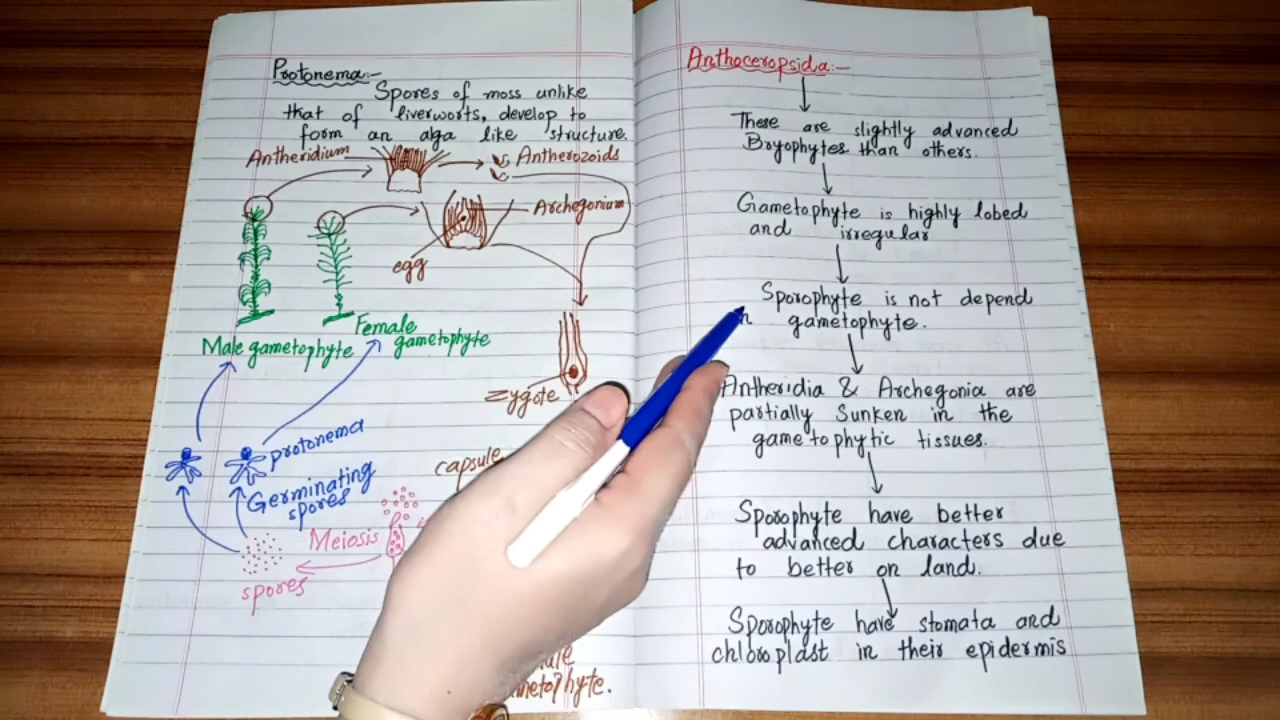 Protonema:-
Spores of moss unlike
that of liverworts, develop to
form an alga like structure.
Antheridium
Antherozoids
Archegonium
egg
Male gametophyte
Female
gametophyte
zygote
protonema
capsule
Germinating
spores
Meiosis
spores
Anthoceropsida:-
These are slightly advanced
Bryophytes than others.
Gametophyte is highly lobed
and irregular
Sporophyte is not depend
gametophyte.
Antheridia & Archegonia are
partially Sunken in the
gametophytic tissues.
Sporophyte have better
advanced characters due
to better on land.
Sporophyte have stomata and
chloroplast in their epidermis